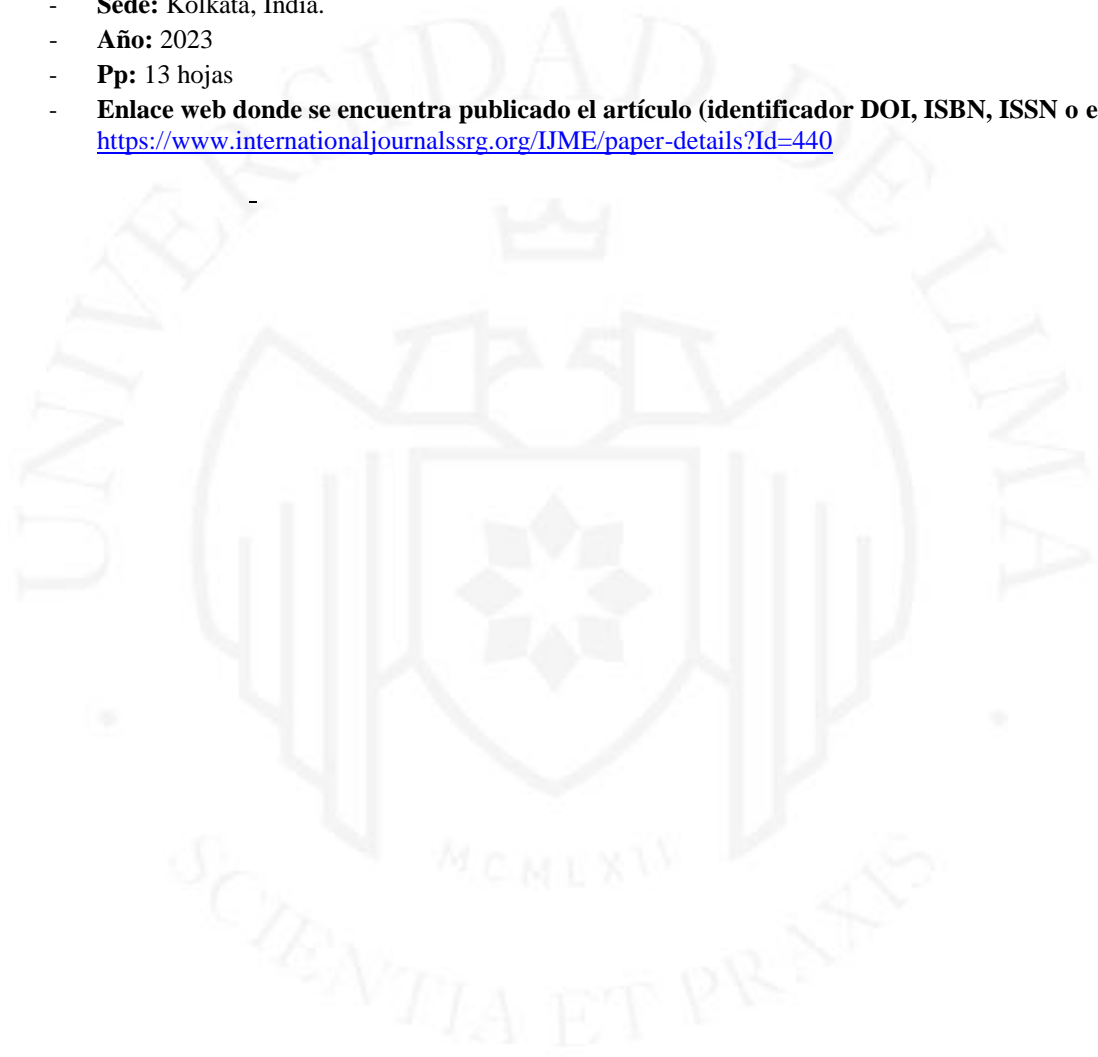 - Sede: Kolkata, India.
- Año: 2023
- Pp: 13 hojas
- Enlace web donde se encuentra publicado el artículo (identificador DOI, ISBN, ISSN o e
https://www.internationaljournalssrg.org/IJME/paper-details?Id=440
-
UNIVERSIDAD DE LIMA
MCMLXII
SCIENTIA ET PRAXIS